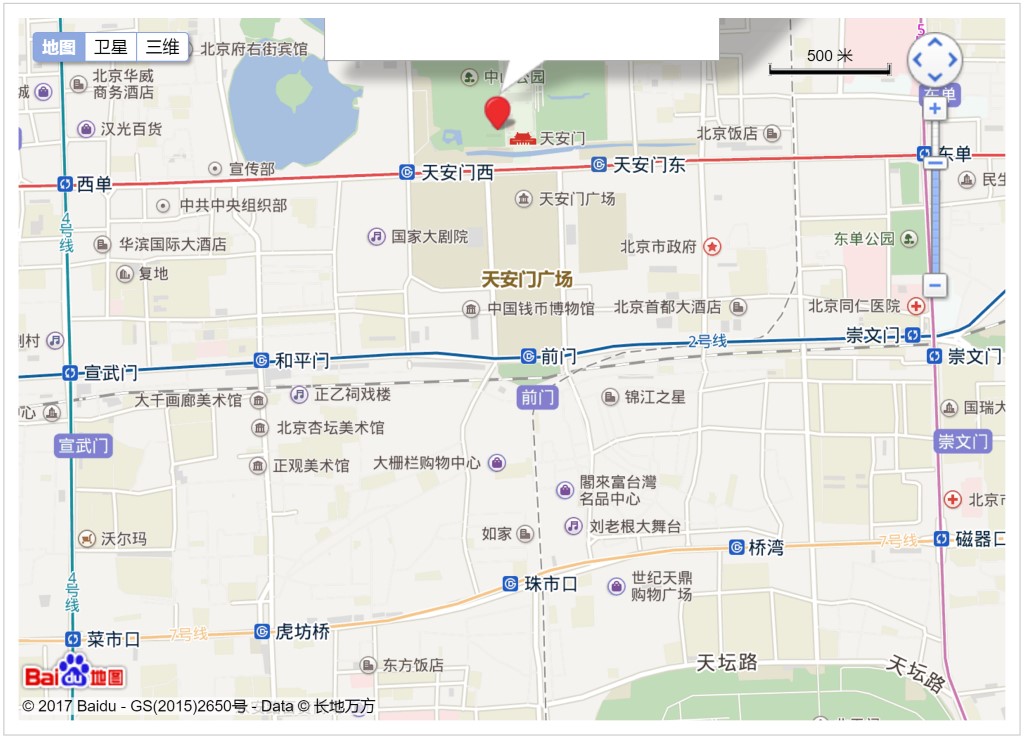 地图 卫星 三维
北京府右街宾馆
500 米
中山公园
北京华威
商务酒店
城
东单
汉光百货
天安门
北京饭店
东单
宣传部
天安门西
天安门东
西单
民生
4号线
中共中央组织部
天安门广场
国家大剧院
北京市政府
东单公园
华滨国际大酒店
复地
天安门广场
中国钱币博物馆
北京首都大酒店
北京同仁医院
崇文门
2号线
前门
崇文门
和平门
宣武门
大千画廊美术馆
正乙祠戏楼
前门
锦江之星
国瑞大
心
北京杏坛美术馆
宣武门
崇文门
正观美术馆
大栅栏购物中心
閣來富台灣
名品中心
北京市
刘老根大舞台
如家
沃尔玛
桥湾
7号线
磁器口
4号线
珠市口
世纪天鼎
购物广场
虎坊桥
7号线
菜市口
东方饭店
天坛路
天坛路
Bai du 地图
© 2017 Baidu - GS(2015)2650号 - Data © 长地万方